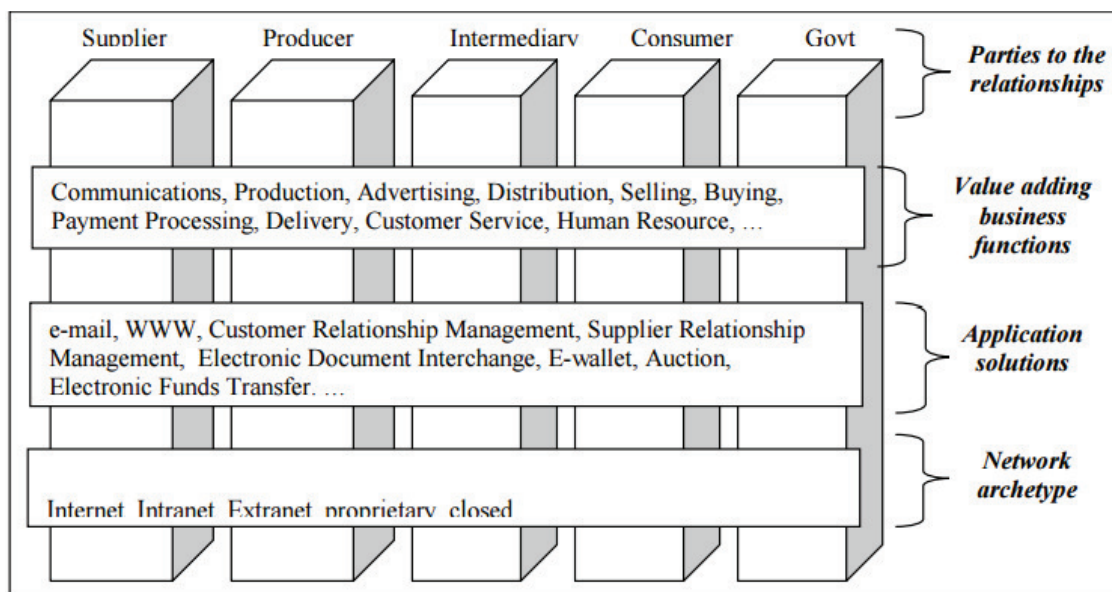 Supplier Producer Intermediary Consumer Govt
Parties to the
relationships
Communications, Production, Advertising, Distribution, Selling, Buying,
Payment Processing, Delivery, Customer Service, Human Resource, …
Value adding
business
functions
e-mail, WWW, Customer Relationship Management, Supplier Relationship
Management, Electronic Document Interchange, E-wallet, Auction,
Electronic Funds Transfer. …
Application
solutions
Network
archetype
Internet Intranet Extranet proprietary closed